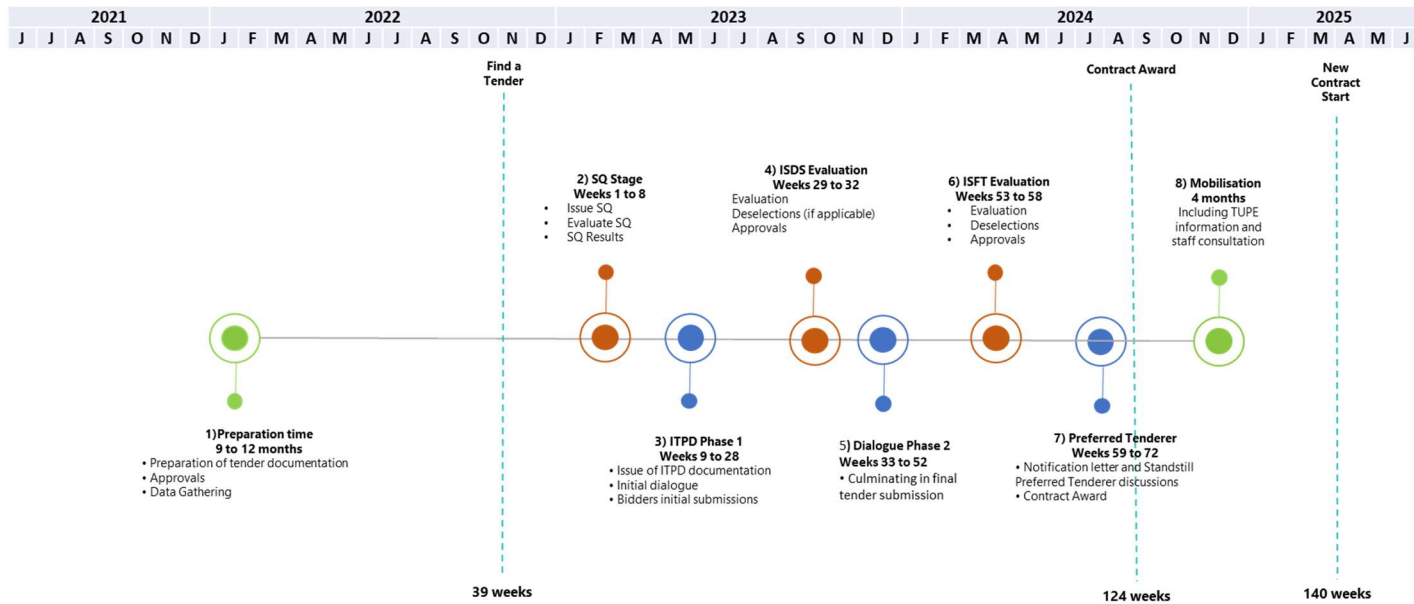 2021 2022 2023 2024 2025
J J A S O N D J F M A M J J A S O N D J F M A M J J A S O N D J F M A M J J A S O N D J F M A M J
Find a
Tender
Contract Award
New
Contract
Start
2) SQ Stage
Weeks 1 to 8
• Issue SQ
• Evaluate SQ
• SQ Results
4) ISDS Evaluation
Weeks 29 to 32
Evaluation
Deselections (if applicable)
Approvals
6) ISFT Evaluation
Weeks 53 to 58
• Evaluation
• Deselections
• Approvals
8) Mobilisation
4 months
Including TUPE
information and
staff consultation
1)Preparation time
9 to 12 months
• Preparation of tender documentation
• Approvals
• Data Gathering
3) ITPD Phase 1
Weeks 9 to 28
• Issue of ITPD documentation
• Initial dialogue
• Bidders initial submissions
5) Dialogue Phase 2
Weeks 33 to 52
• Culminating in final
tender submission
7) Preferred Tenderer
Weeks 59 to 72
• Notification letter and Standstill
Preferred Tenderer discussions
• Contract Award
39 weeks
124 weeks
140 weeks